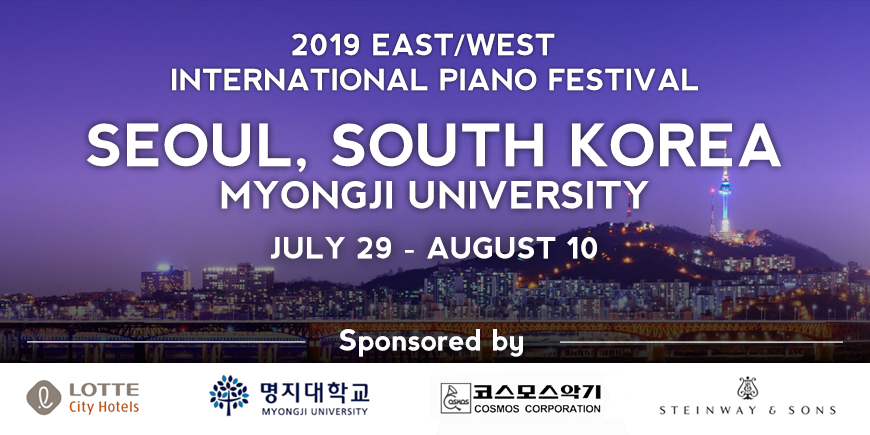 2019 EAST/WEST
INTERNATIONAL PIANO FESTIVAL
SEOUL, SOUTH KOREA
MYONGJI UNIVERSITY
JULY 29 - AUGUST 10
Sponsored by
LOTTE
City Hotels
명지대학교
MYONGJI UNIVERSITY
COSMOS
코스모스악기
COSMOS CORPORATION
STEINWAY & SONS